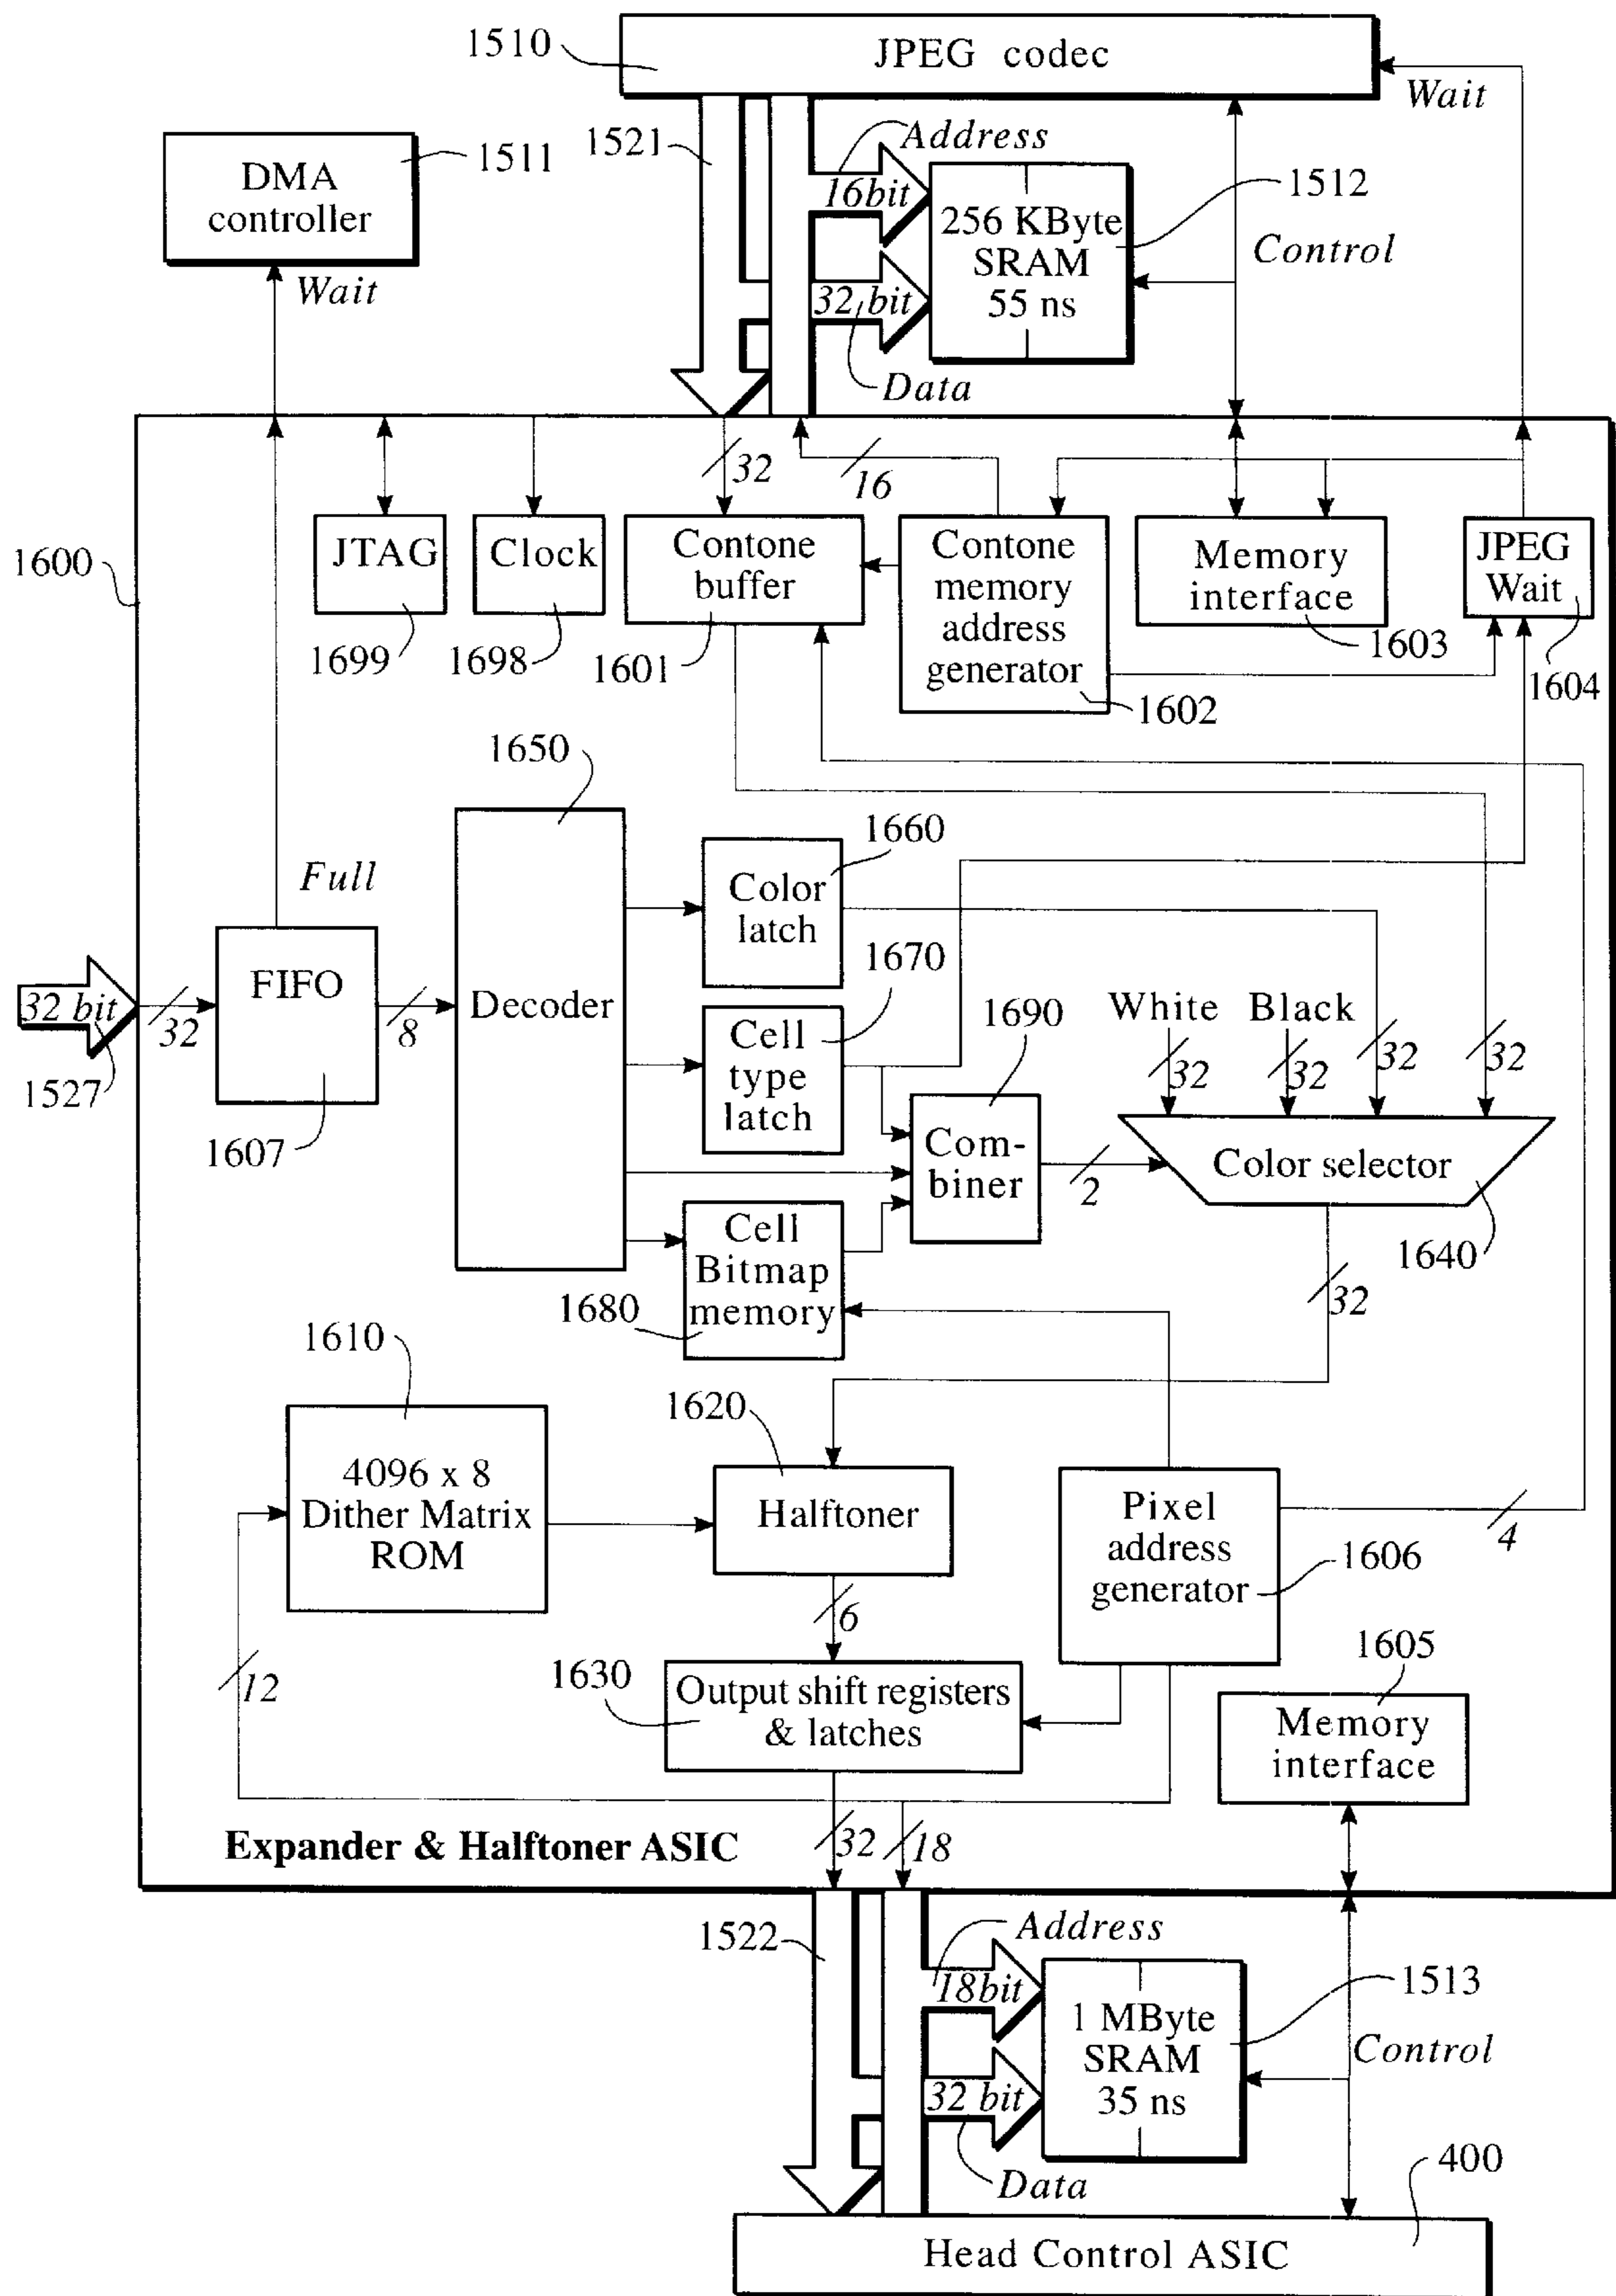 1510
JPEG codec
Wait
1521
Address
16bit
1511
DMA
controller
Wait
256 KByte
SRAM
55 ns
1512
Control
32 bit
Data
32
16
1600
JTAG
Clock
Contone
buffer
Contone
memory
address
generator
Memory
interface
JPEG
Wait
1699
1698
1601
1602
1603
1604
1650
Full
1660
Color
latch
1670
32 bit
1527
32
FIFO
8
1607
Decoder
Cell
type
latch
1690
Com-
biner
2
White
Black
32
32
32
32
Color selector
1640
32
Cell
Bitmap
memory
1680
1610
4096 x 8
Dither Matrix
ROM
1620
Halftoner
Pixel
address
generator
4
1606
6
12
1630
Output shift registers
& latches
1605
Memory
interface
Expander & Halftoner ASIC
32
18
1522
Address
18bit
1 MByte
SRAM
35 ns
1513
Control
32 bit
Data
400
Head Control ASIC